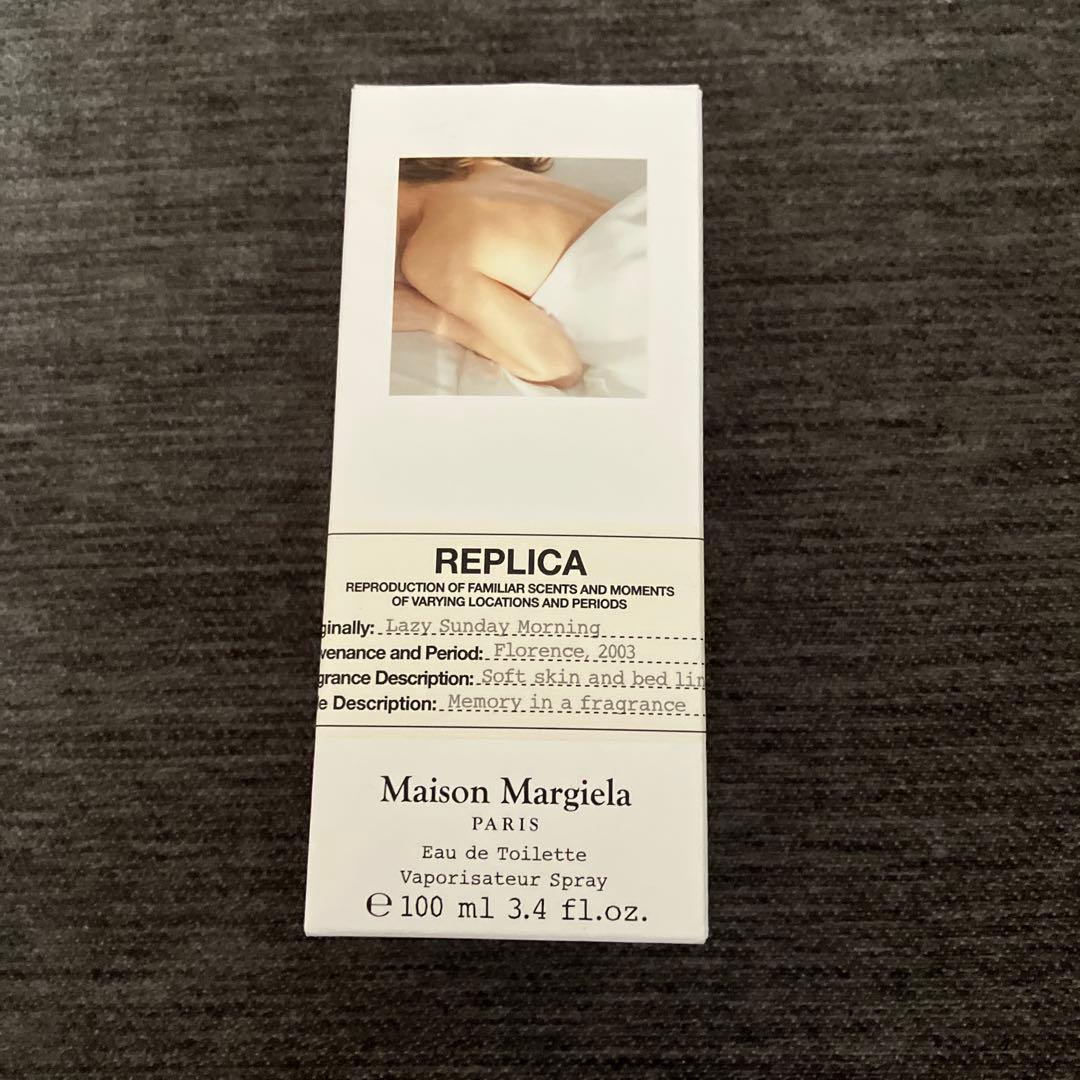 REPLICA
REPRODUCTION OF FAMILIAR SCENTS AND MOMENTS
OF VARYING LOCATIONS AND PERIODS
ginally: Lazy Sunday Morning
venance and Period: Florence, 2003
grance Description: Soft skin and bed lin
e Description: Memory in a fragrance
Maison Margiela
PARIS
Eau de Toilette
Vaporisateur Spray
℮ 100 ml 3.4 fl.oz.